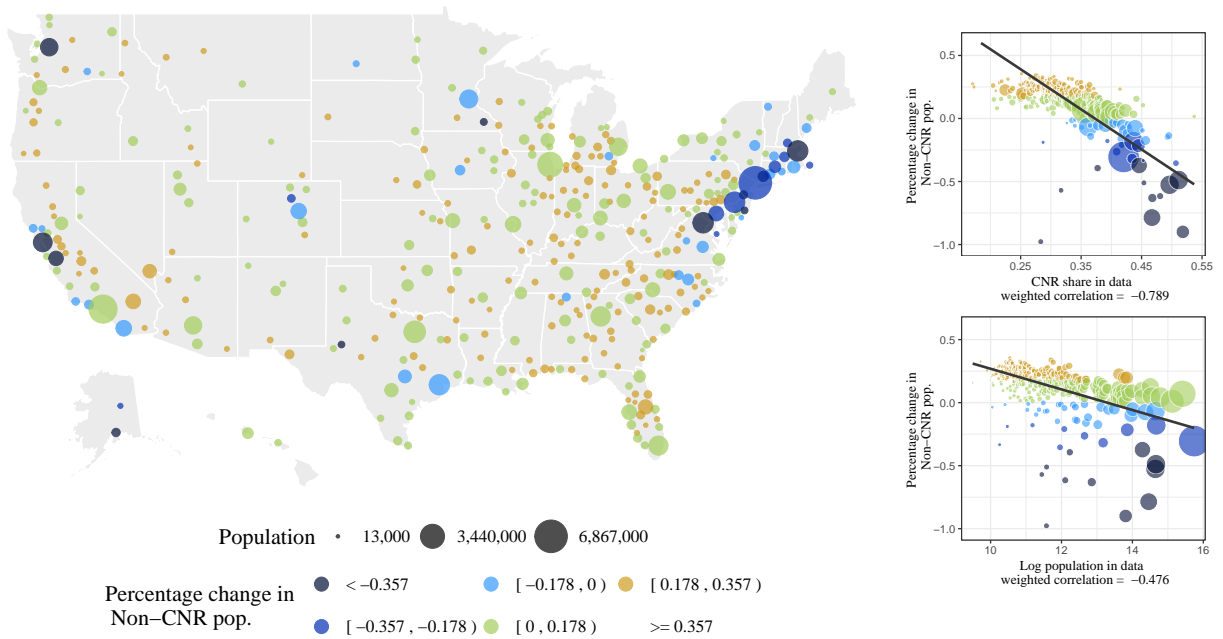 Population
13,000
3,440,000
6,867,000
Percentage change in
Non−CNR pop.
< −0.357
[ −0.178 , 0 )
[ 0.178 , 0.357 )
[ −0.357 , −0.178 )
[ 0 , 0.178 )
>= 0.357
Percentage change in
Non−CNR pop.
0.5
0.0
−0.5
−1.0
0.25
0.35
0.45
0.55
CNR share in data
weighted correlation = −0.789
Percentage change in
Non−CNR pop.
0.5
0.0
−0.5
−1.0
10
12
14
16
Log population in data
weighted correlation = −0.476